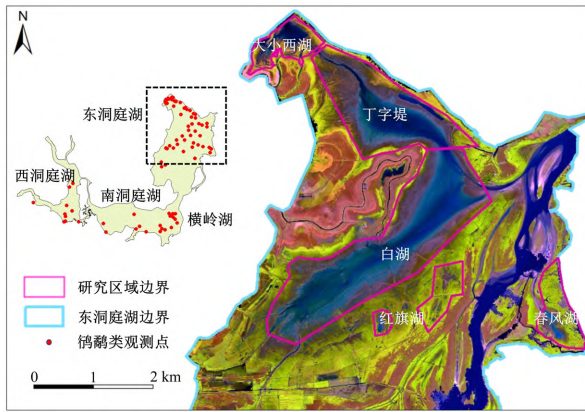 N
大小西湖
丁字堤
东洞庭湖
西洞庭湖
南洞庭湖
横岭湖
白湖
红旗湖
春风湖
研究区域边界
东洞庭湖边界
鸻鹬类观测点
0 1 2 km